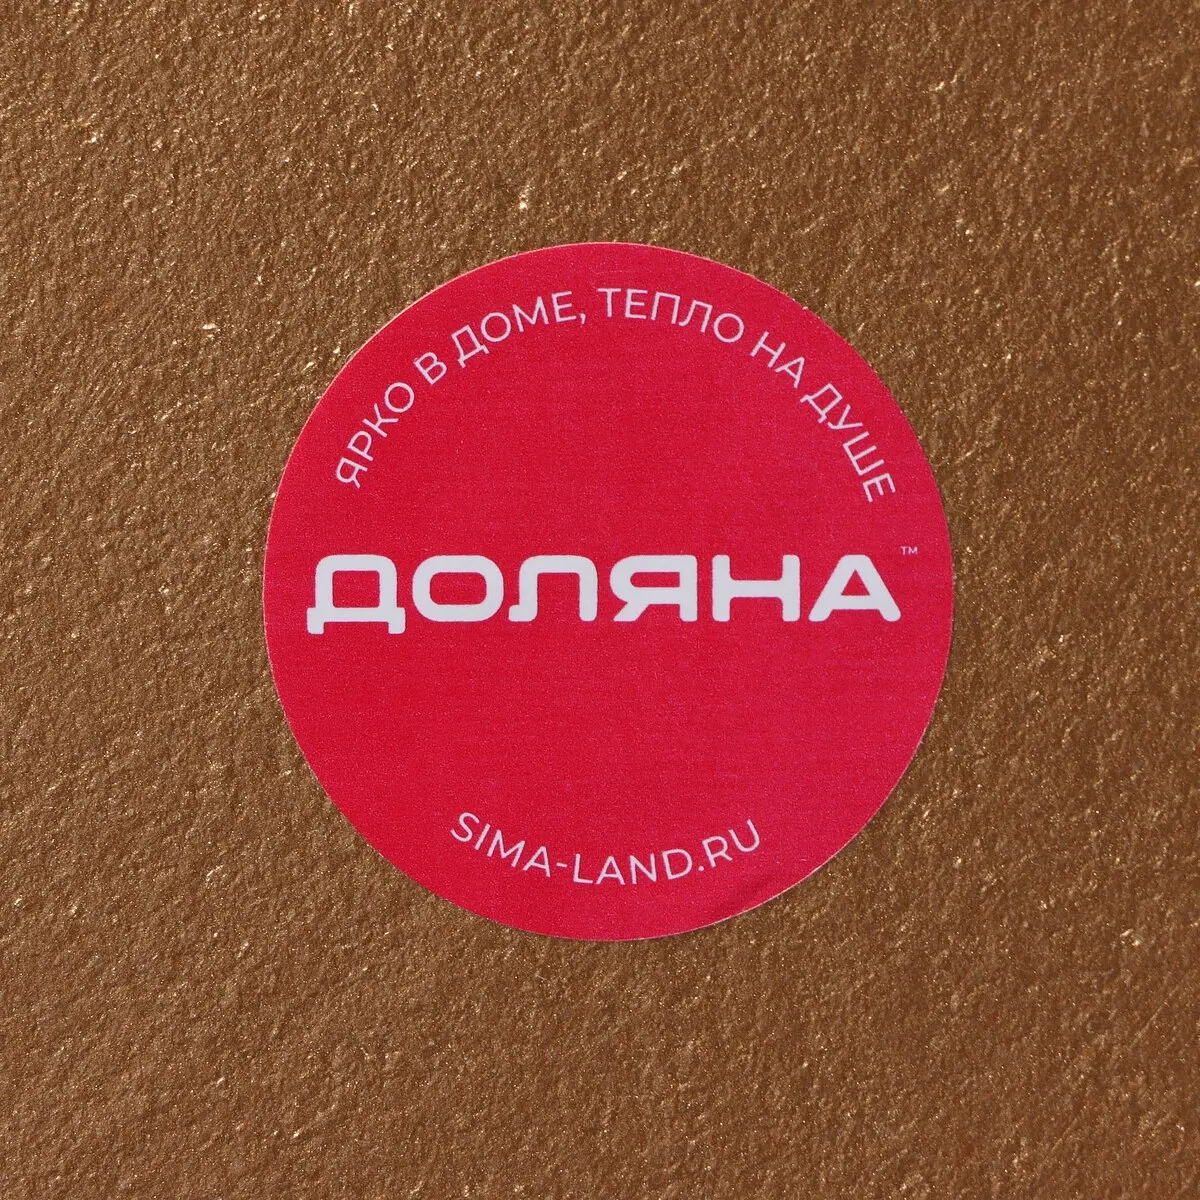 ЯРКО В ДОМЕ, ТЕПЛО НА ДУШЕ
ДОЛЯНА™
SIMA-LAND.RU